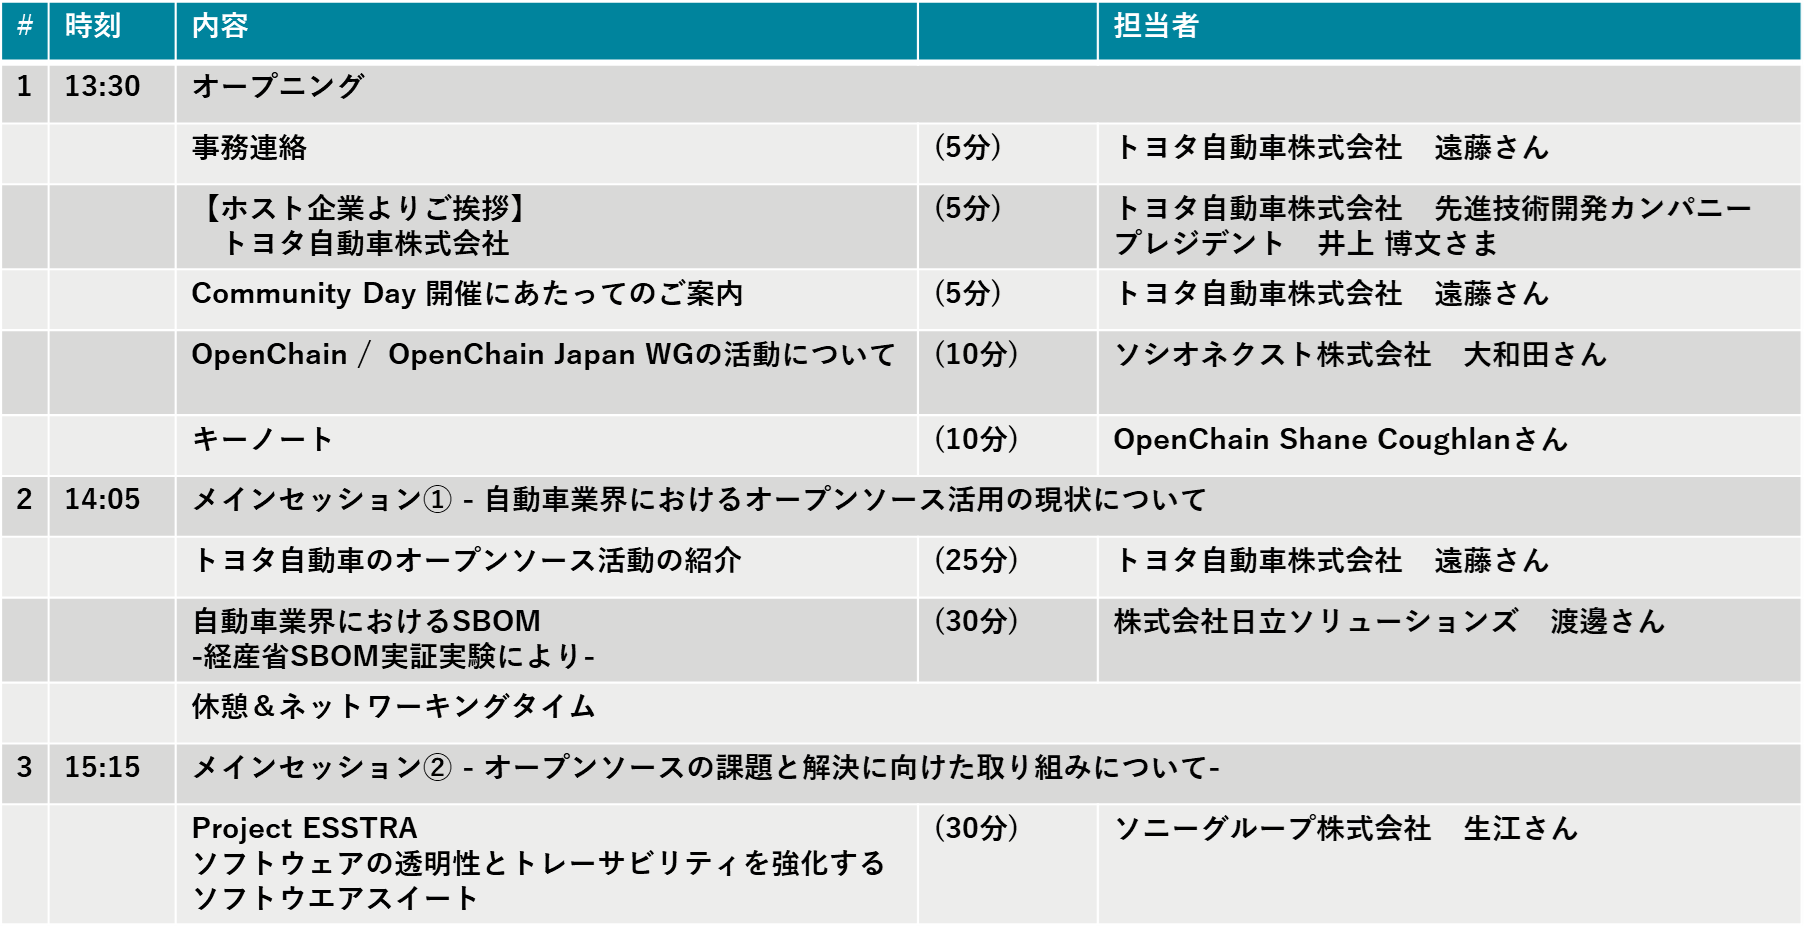 # 時刻 内容 担当者
1 13:30 オープニング
事務連絡 (5分) トヨタ自動車株式会社　遠藤さん
【ホスト企業よりご挨拶】 (5分) トヨタ自動車株式会社　先進技術開発カンパニー
トヨタ自動車株式会社 プレジデント　井上 博文さま
Community Day 開催にあたってのご案内 (5分) トヨタ自動車株式会社　遠藤さん
OpenChain / OpenChain Japan WGの活動について (10分) ソシオネクスト株式会社　大和田さん
キーノート (10分) OpenChain Shane Coughlanさん
2 14:05 メインセッション① - 自動車業界におけるオープンソース活用の現状について
トヨタ自動車のオープンソース活動の紹介 (25分) トヨタ自動車株式会社　遠藤さん
自動車業界におけるSBOM (30分) 株式会社日立ソリューションズ　渡邊さん
-経産省SBOM実証実験により-
休憩＆ネットワーキングタイム
3 15:15 メインセッション② - オープンソースの課題と解決に向けた取り組みについて-
Project ESSTRA (30分) ソニーグループ株式会社　生江さん
ソフトウェアの透明性とトレーサビリティを強化する
ソフトウエアスイート